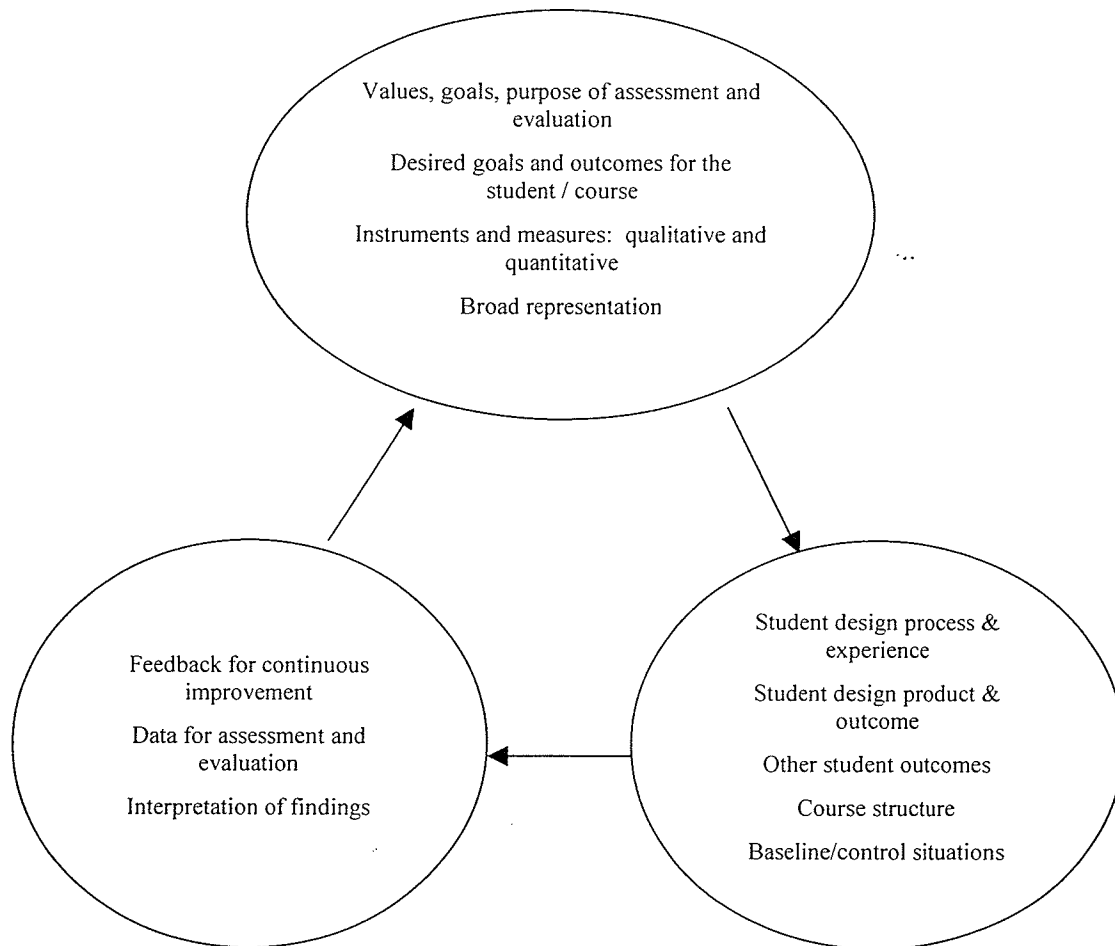 Values, goals, purpose of assessment and
evaluation
Desired goals and outcomes for the
student / course
Instruments and measures: qualitative and
quantitative
Broad representation
Feedback for continuous
improvement
Data for assessment and
evaluation
Interpretation of findings
Student design process &
experience
Student design product &
outcome
Other student outcomes
Course structure
Baseline/control situations